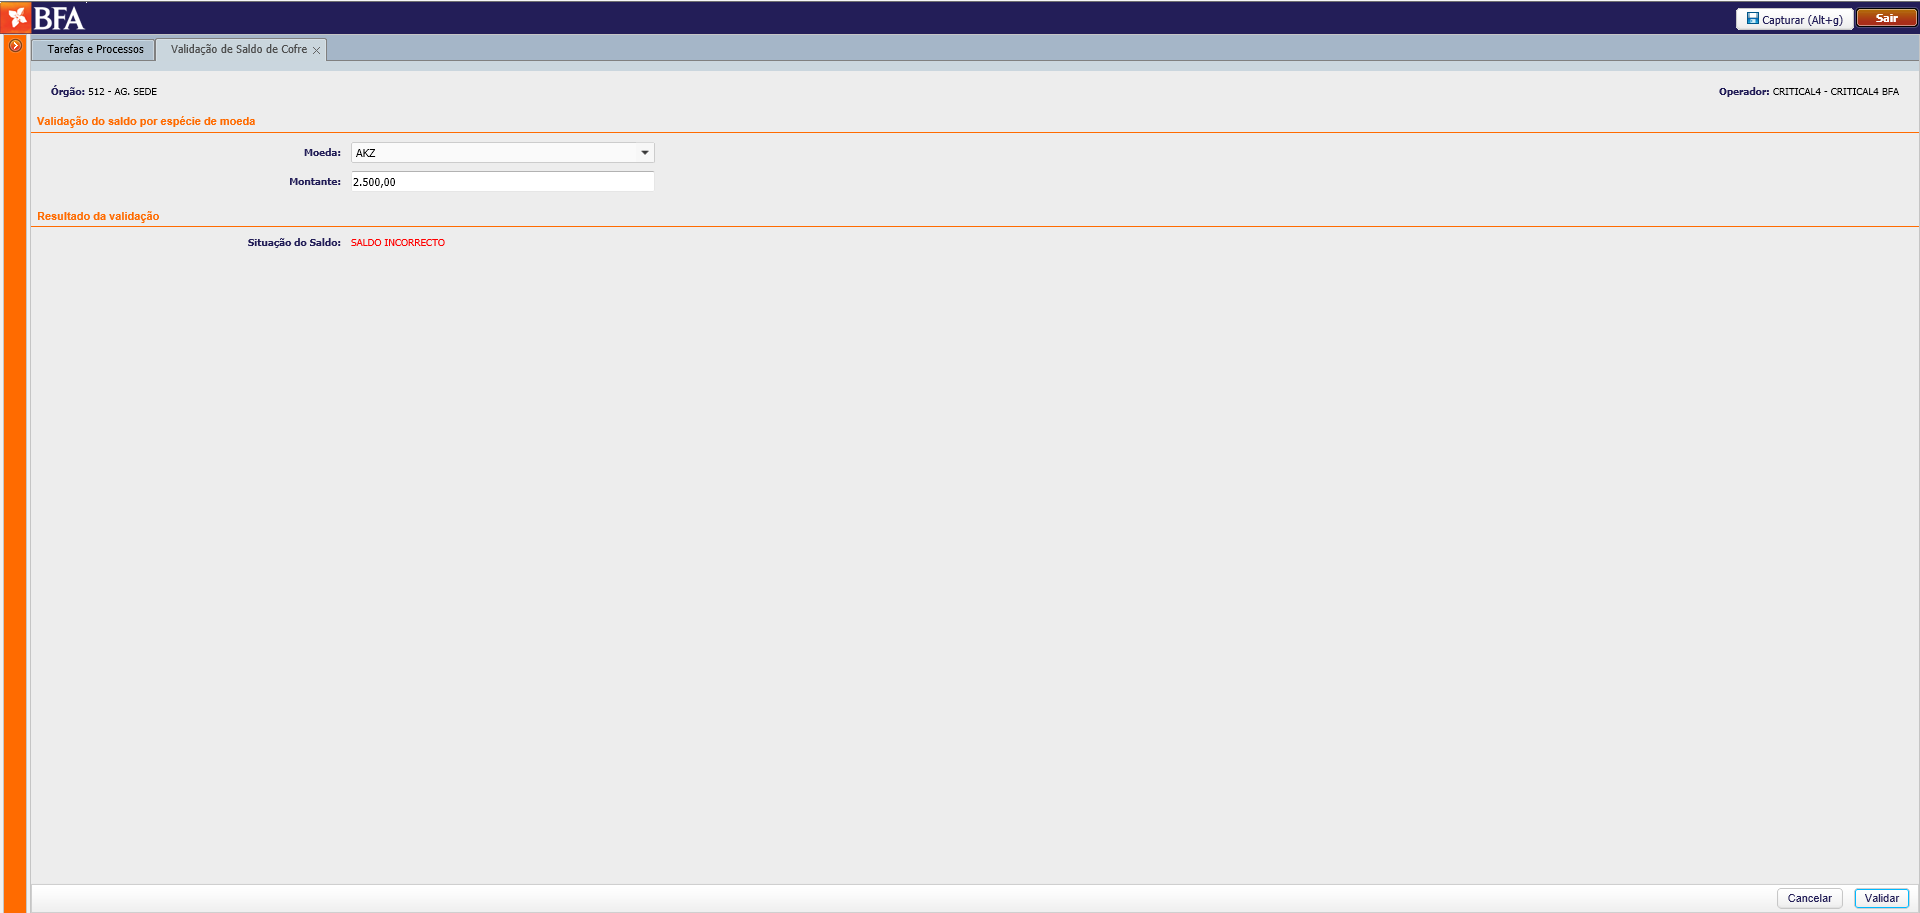 BFA
Capturar (Alt+g)
Sair
Tarefas e Processos
Validação de Saldo de Cofre
Órgão: 512 - AG. SEDE
Operador: CRITICAL4 - CRITICAL4 BFA
Validação do saldo por espécie de moeda
Moeda: AKZ
Montante: 2.500,00
Resultado da validação
Situação do Saldo: SALDO INCORRECTO
Cancelar
Validar